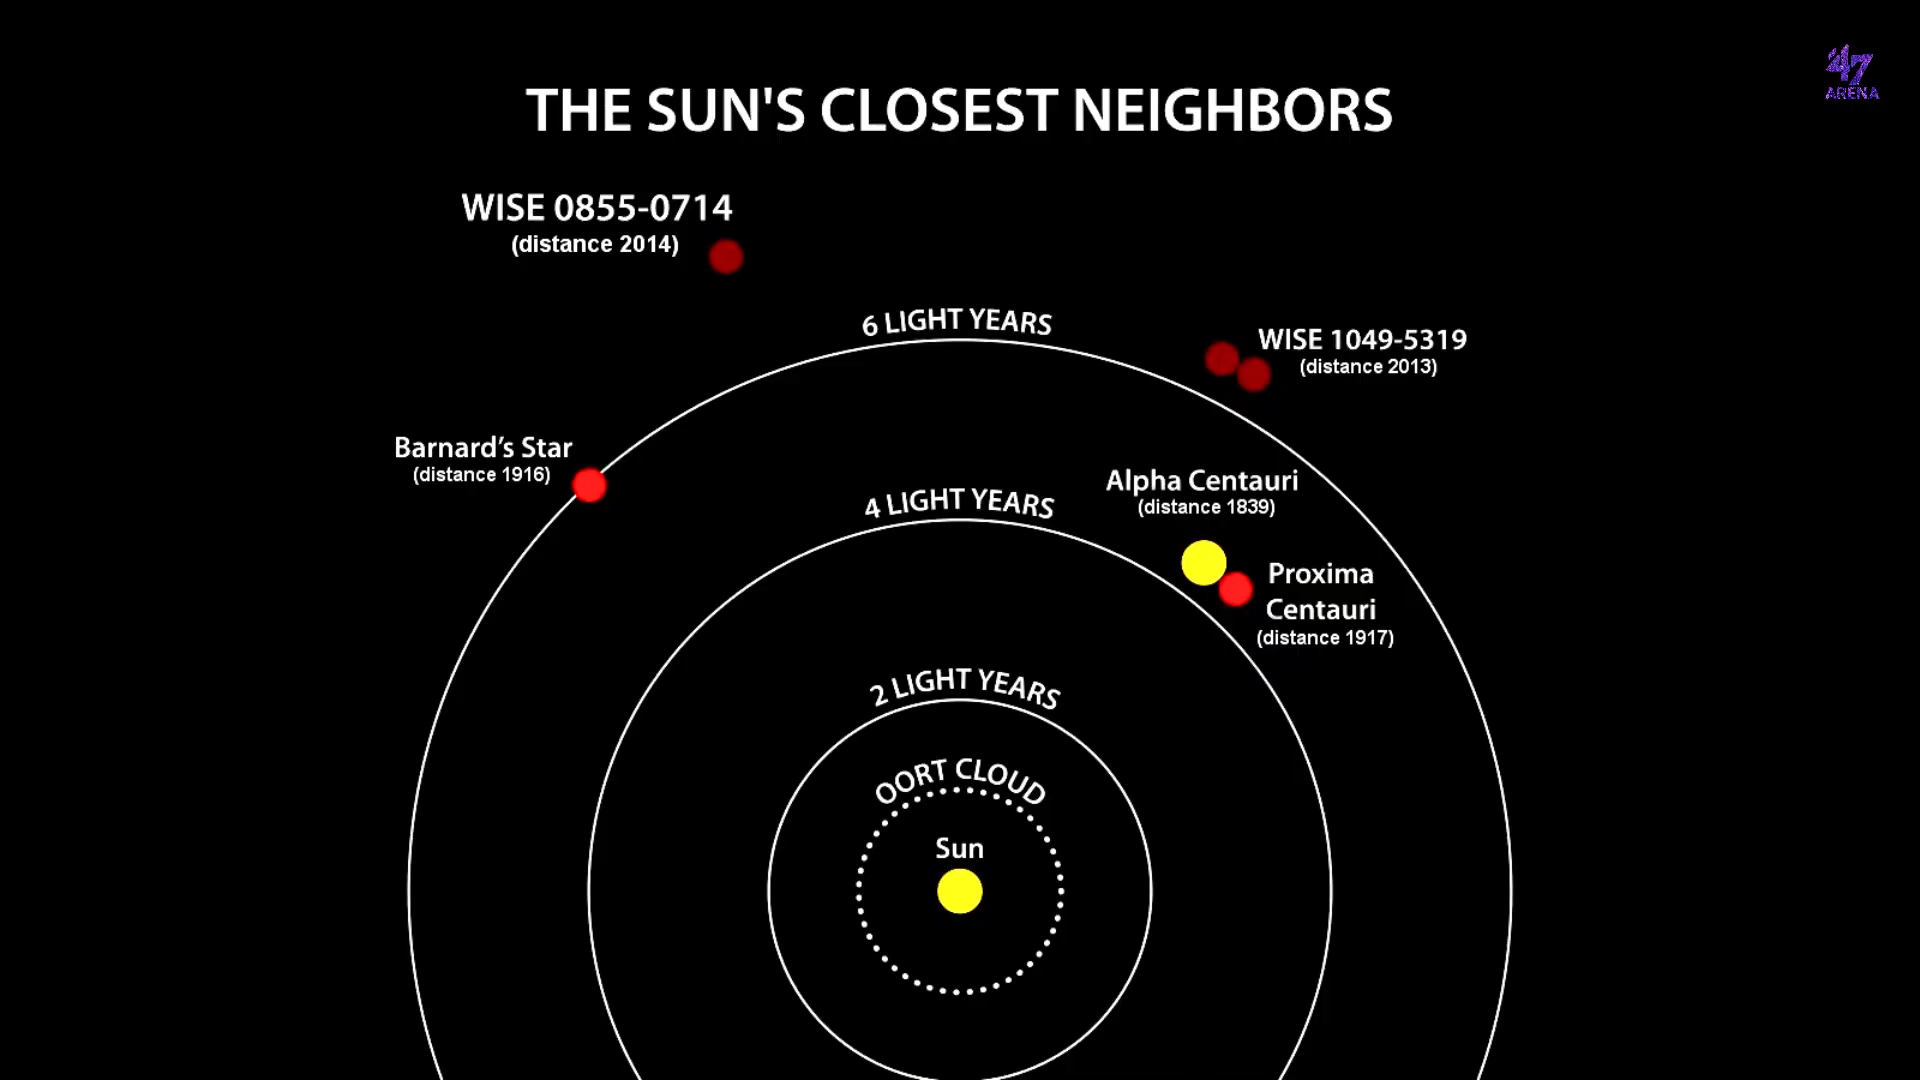 47
ARENA
THE SUN'S CLOSEST NEIGHBORS
WISE 0855-0714
(distance 2014)
6 LIGHT YEARS
WISE 1049-5319
(distance 2013)
Barnard’s Star
(distance 1916)
4 LIGHT YEARS
Alpha Centauri
(distance 1839)
Proxima
Centauri
(distance 1917)
2 LIGHT YEARS
OORT CLOUD
Sun